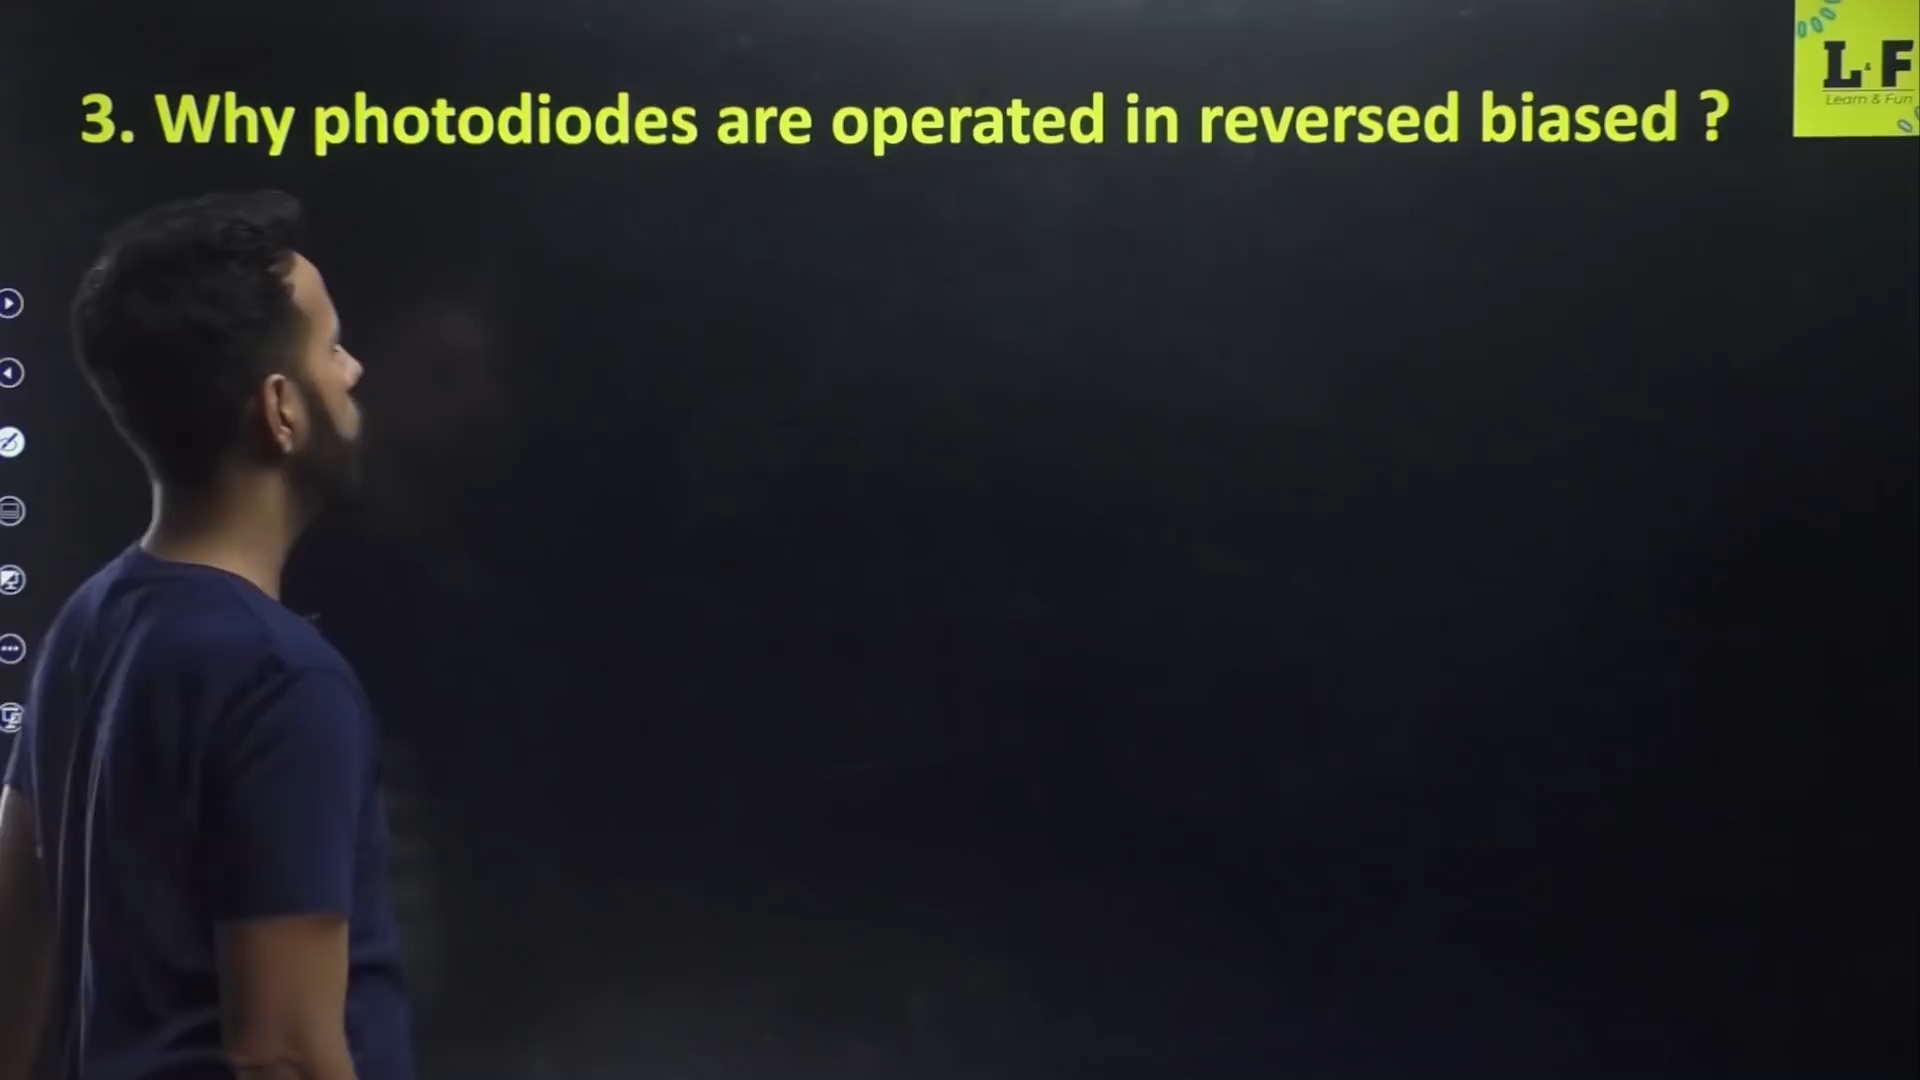 3. Why photodiodes are operated in reversed biased ?
L & F
Learn & Fun